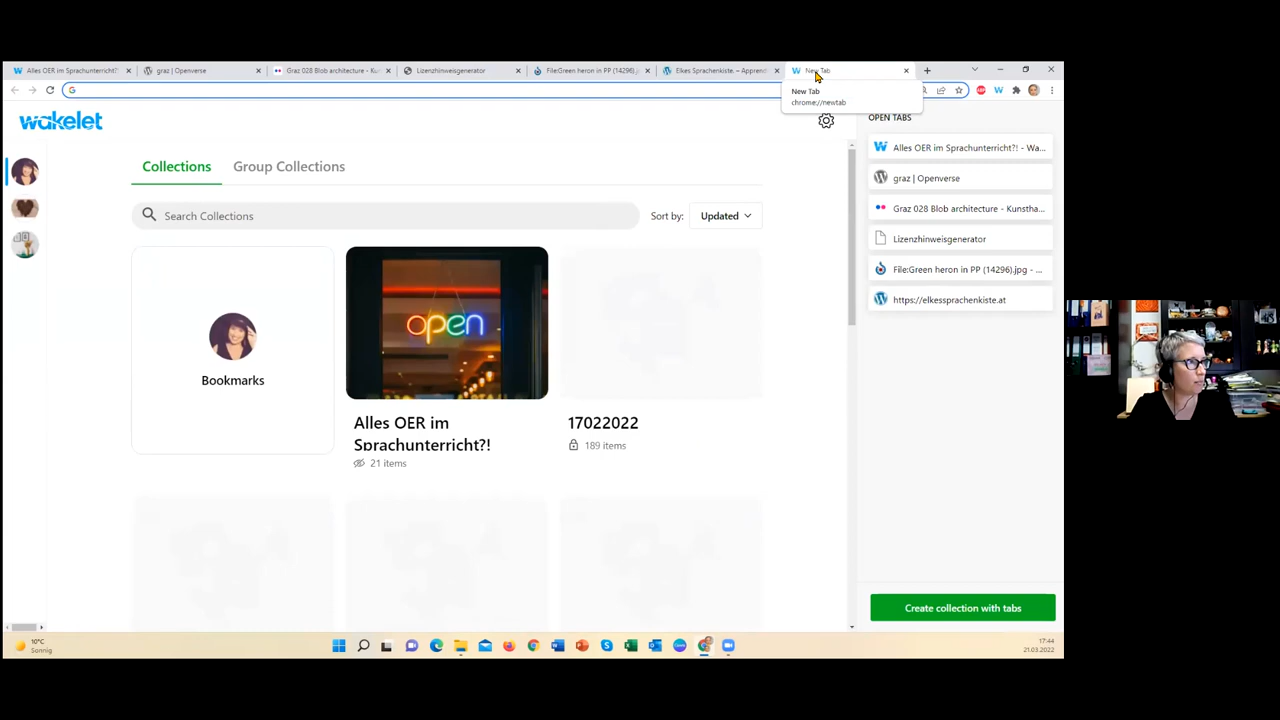 Alles OER im Sprachunterricht?!
graz | Openverse
Graz 028 Blob architecture - Kun
Lizenzhinweisgenerator
File:Green heron in PP (14296).j
Elkes Sprachenkiste. – Apprend
New Tab
New Tab
chrome://newtab
wakelet
OPEN TABS
Collections
Group Collections
Alles OER im Sprachunterricht?! - Wa...
graz | Openverse
Search Collections
Sort by:
Updated
Graz 028 Blob architecture - Kunstha...
Lizenzhinweisgenerator
File:Green heron in PP (14296).jpg - ...
https://elkessprachenkiste.at
open
Bookmarks
Alles OER im
Sprachunterricht?!
21 items
17022022
189 items
Create collection with tabs
10°C
Sonnig
17:44
21.03.2022